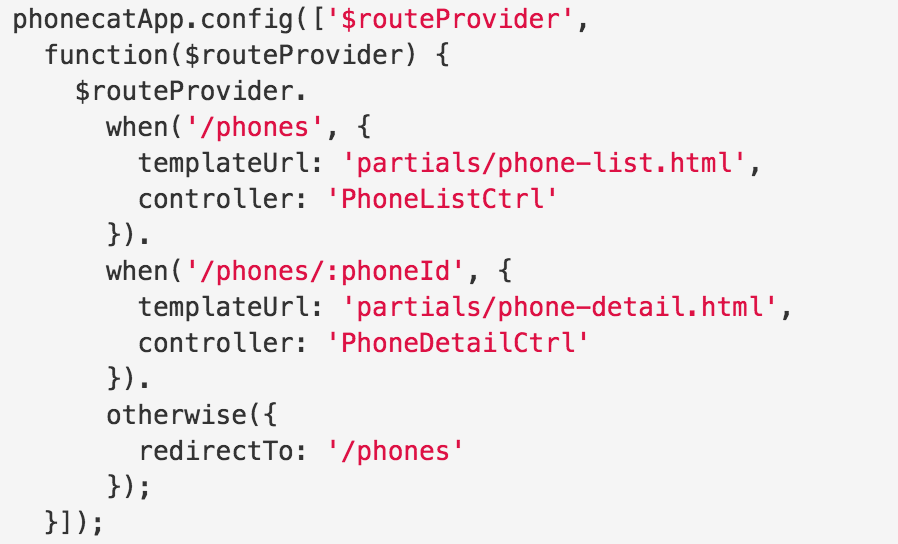 phonecatApp.config(['$routeProvider',
  function($routeProvider) {
    $routeProvider.
      when('/phones', {
        templateUrl: 'partials/phone-list.html',
        controller: 'PhoneListCtrl'
      }).
      when('/phones/:phoneId', {
        templateUrl: 'partials/phone-detail.html',
        controller: 'PhoneDetailCtrl'
      }).
      otherwise({
        redirectTo: '/phones'
      });
  }]);